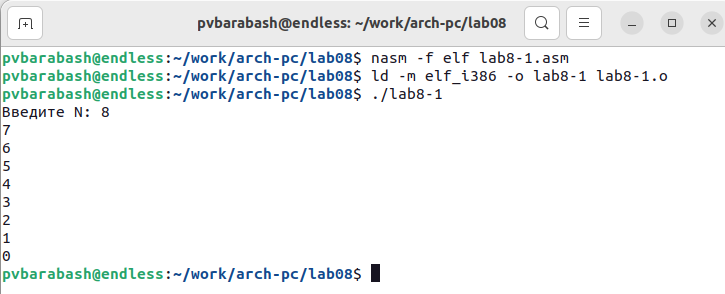 pvbarabash@endless: ~/work/arch-pc/lab08
pvbarabash@endless:~/work/arch-pc/lab08$ nasm -f elf lab8-1.asm
pvbarabash@endless:~/work/arch-pc/lab08$ ld -m elf_i386 -o lab8-1 lab8-1.o
pvbarabash@endless:~/work/arch-pc/lab08$ ./lab8-1
Введите N: 8
7
6
5
4
3
2
1
0
pvbarabash@endless:~/work/arch-pc/lab08$